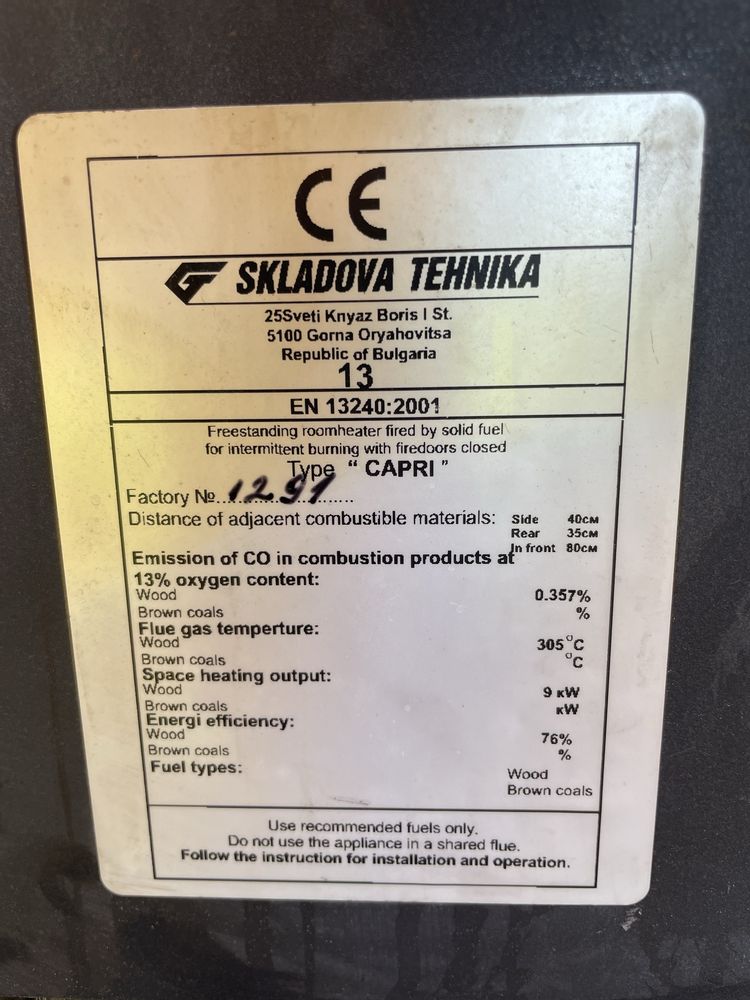 CE
SKLADOVA TEHNIKA
25Sveti Knyaz Boris I St.
5100 Gorna Oryahovitsa
Republic of Bulgaria
13
EN 13240:2001
Freestanding roomheater fired by solid fuel
for intermittent burning with firedoors closed
Type “ CAPRI ”
Factory №...1291.......
Distance of adjacent combustible materials: Side 40см
Rear 35см
In front 80см
Emission of CO in combustion products at
13% oxygen content:
Wood 0.357%
Brown coals %
Flue gas temperture:
Wood 305°C
Brown coals °C
Space heating output:
Wood 9 кW
Brown coals кW
Energi efficiency:
Wood 76%
Brown coals %
Fuel types:
Wood
Brown coals
Use recommended fuels only.
Do not use the appliance in a shared flue.
Follow the instruction for installation and operation.